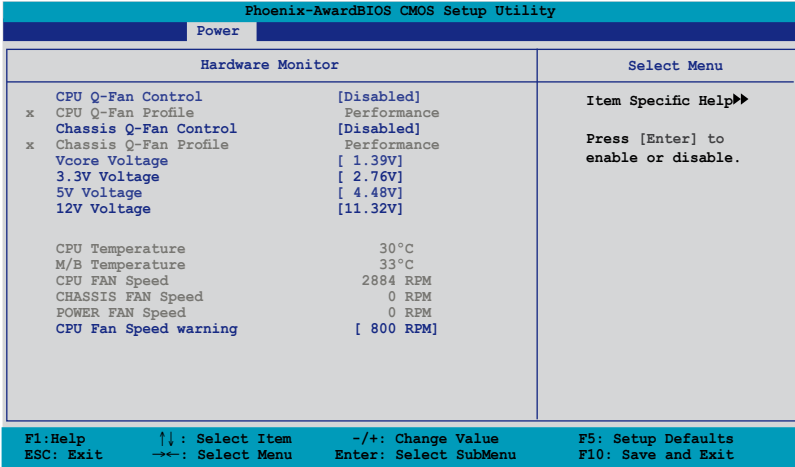 Phoenix-AwardBIOS CMOS Setup Utility
Power
Hardware Monitor
Select Menu
CPU Q-Fan Control [Disabled]
x CPU Q-Fan Profile Performance
Chassis Q-Fan Control [Disabled]
x Chassis Q-Fan Profile Performance
Vcore Voltage [ 1.39V]
3.3V Voltage [ 2.76V]
5V Voltage [ 4.48V]
12V Voltage [11.32V]
CPU Temperature 30°C
M/B Temperature 33°C
CPU FAN Speed 2884 RPM
CHASSIS FAN Speed 0 RPM
POWER FAN Speed 0 RPM
CPU Fan Speed warning [ 800 RPM]
Item Specific Help▶▶
Press [Enter] to
enable or disable.
F1:Help ↑↓ : Select Item -/+: Change Value F5: Setup Defaults
ESC: Exit →←: Select Menu Enter: Select SubMenu F10: Save and Exit